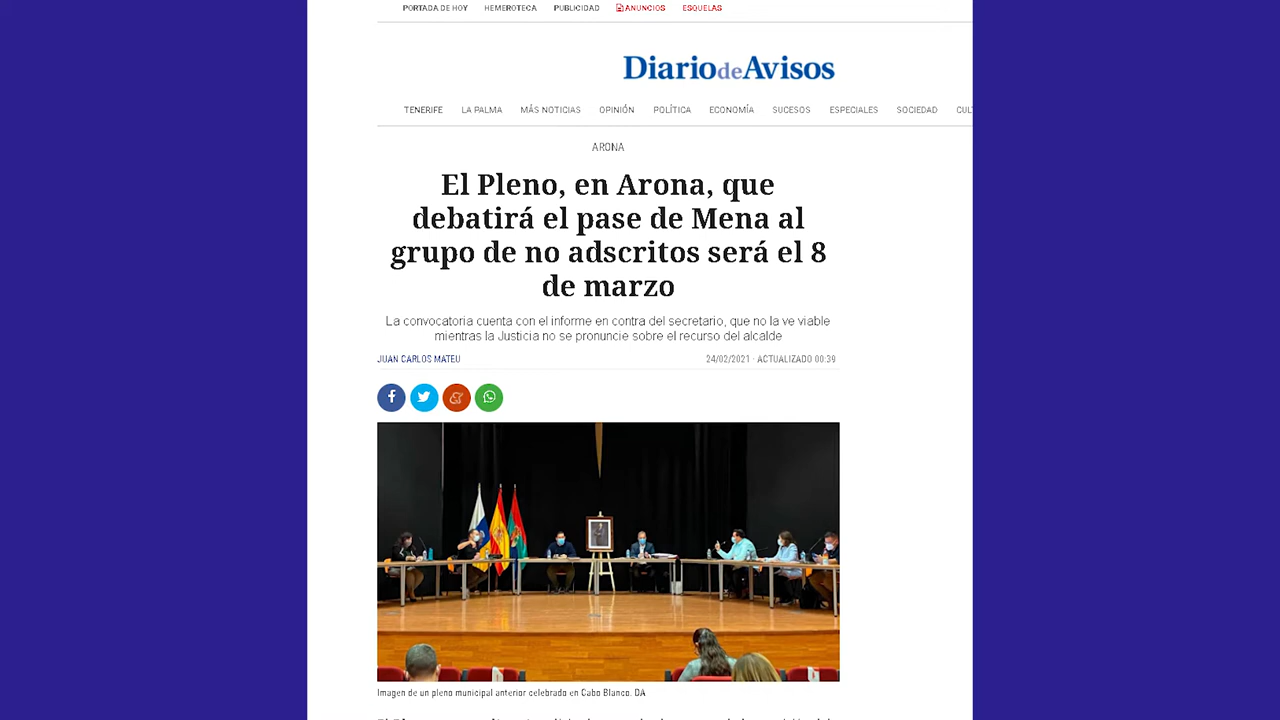 PORTADA DE HOY HEMEROTECA PUBLICIDAD ANUNCIOS ESQUELAS
Diario de Avisos
TENERIFE LA PALMA MÁS NOTICIAS OPINIÓN POLÍTICA ECONOMÍA SUCESOS ESPECIALES SOCIEDAD
ARONA
El Pleno, en Arona, que
debatirá el pase de Mena al
grupo de no adscritos será el 8
de marzo
La convocatoria cuenta con el informe en contra del secretario, que no la ve viable
mientras la Justicia no se pronuncie sobre el recurso del alcalde
JUAN CARLOS MATEU 24/02/2021 · ACTUALIZADO 00:39
Imagen de un pleno municipal anterior celebrado en Cabo Blanco. DA